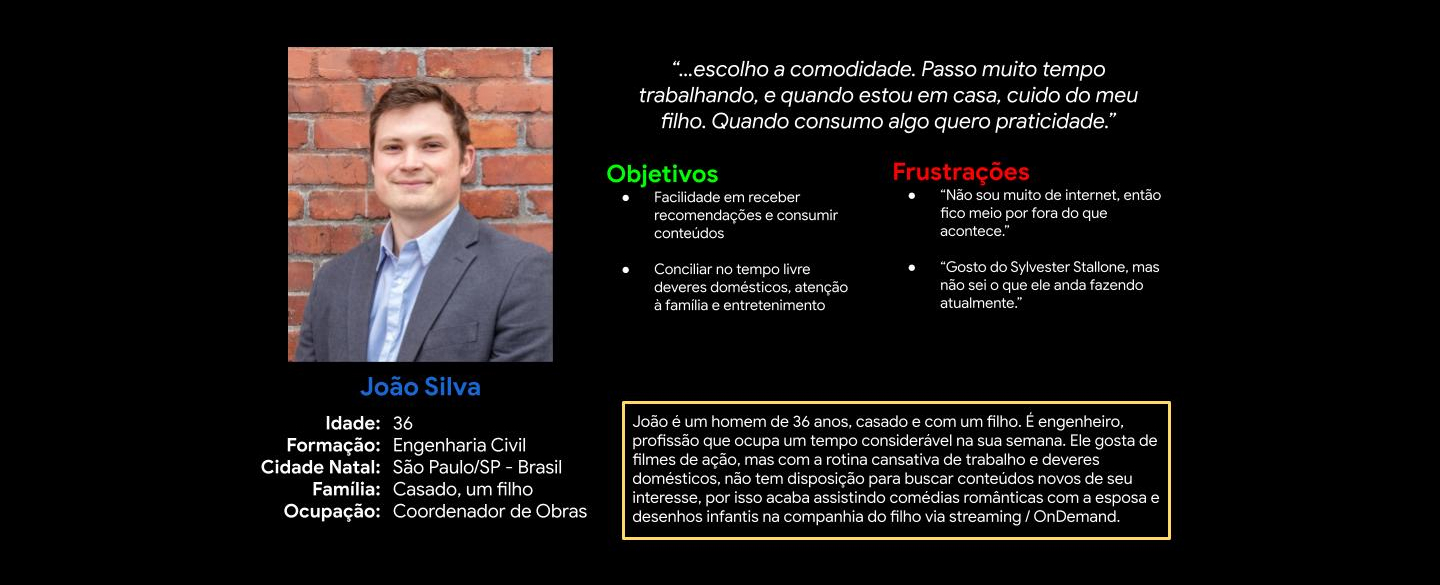 “...escolho a comodidade. Passo muito tempo
trabalhando, e quando estou em casa, cuido do meu
filho. Quando consumo algo quero praticidade.”
Objetivos
● Facilidade em receber
recomendações e consumir
conteúdos
● Conciliar no tempo livre
deveres domésticos, atenção
à família e entretenimento
Frustrações
● “Não sou muito de internet, então
fico meio por fora do que
acontece.”
● “Gosto do Sylvester Stallone, mas
não sei o que ele anda fazendo
atualmente.”
João Silva
Idade: 36
Formação: Engenharia Civil
Cidade Natal: São Paulo/SP - Brasil
Família: Casado, um filho
Ocupação: Coordenador de Obras
João é um homem de 36 anos, casado e com um filho. É engenheiro,
profissão que ocupa um tempo considerável na sua semana. Ele gosta de
filmes de ação, mas com a rotina cansativa de trabalho e deveres
domésticos, não tem disposição para buscar conteúdos novos de seu
interesse, por isso acaba assistindo comédias românticas com a esposa e
desenhos infantis na companhia do filho via streaming / OnDemand.